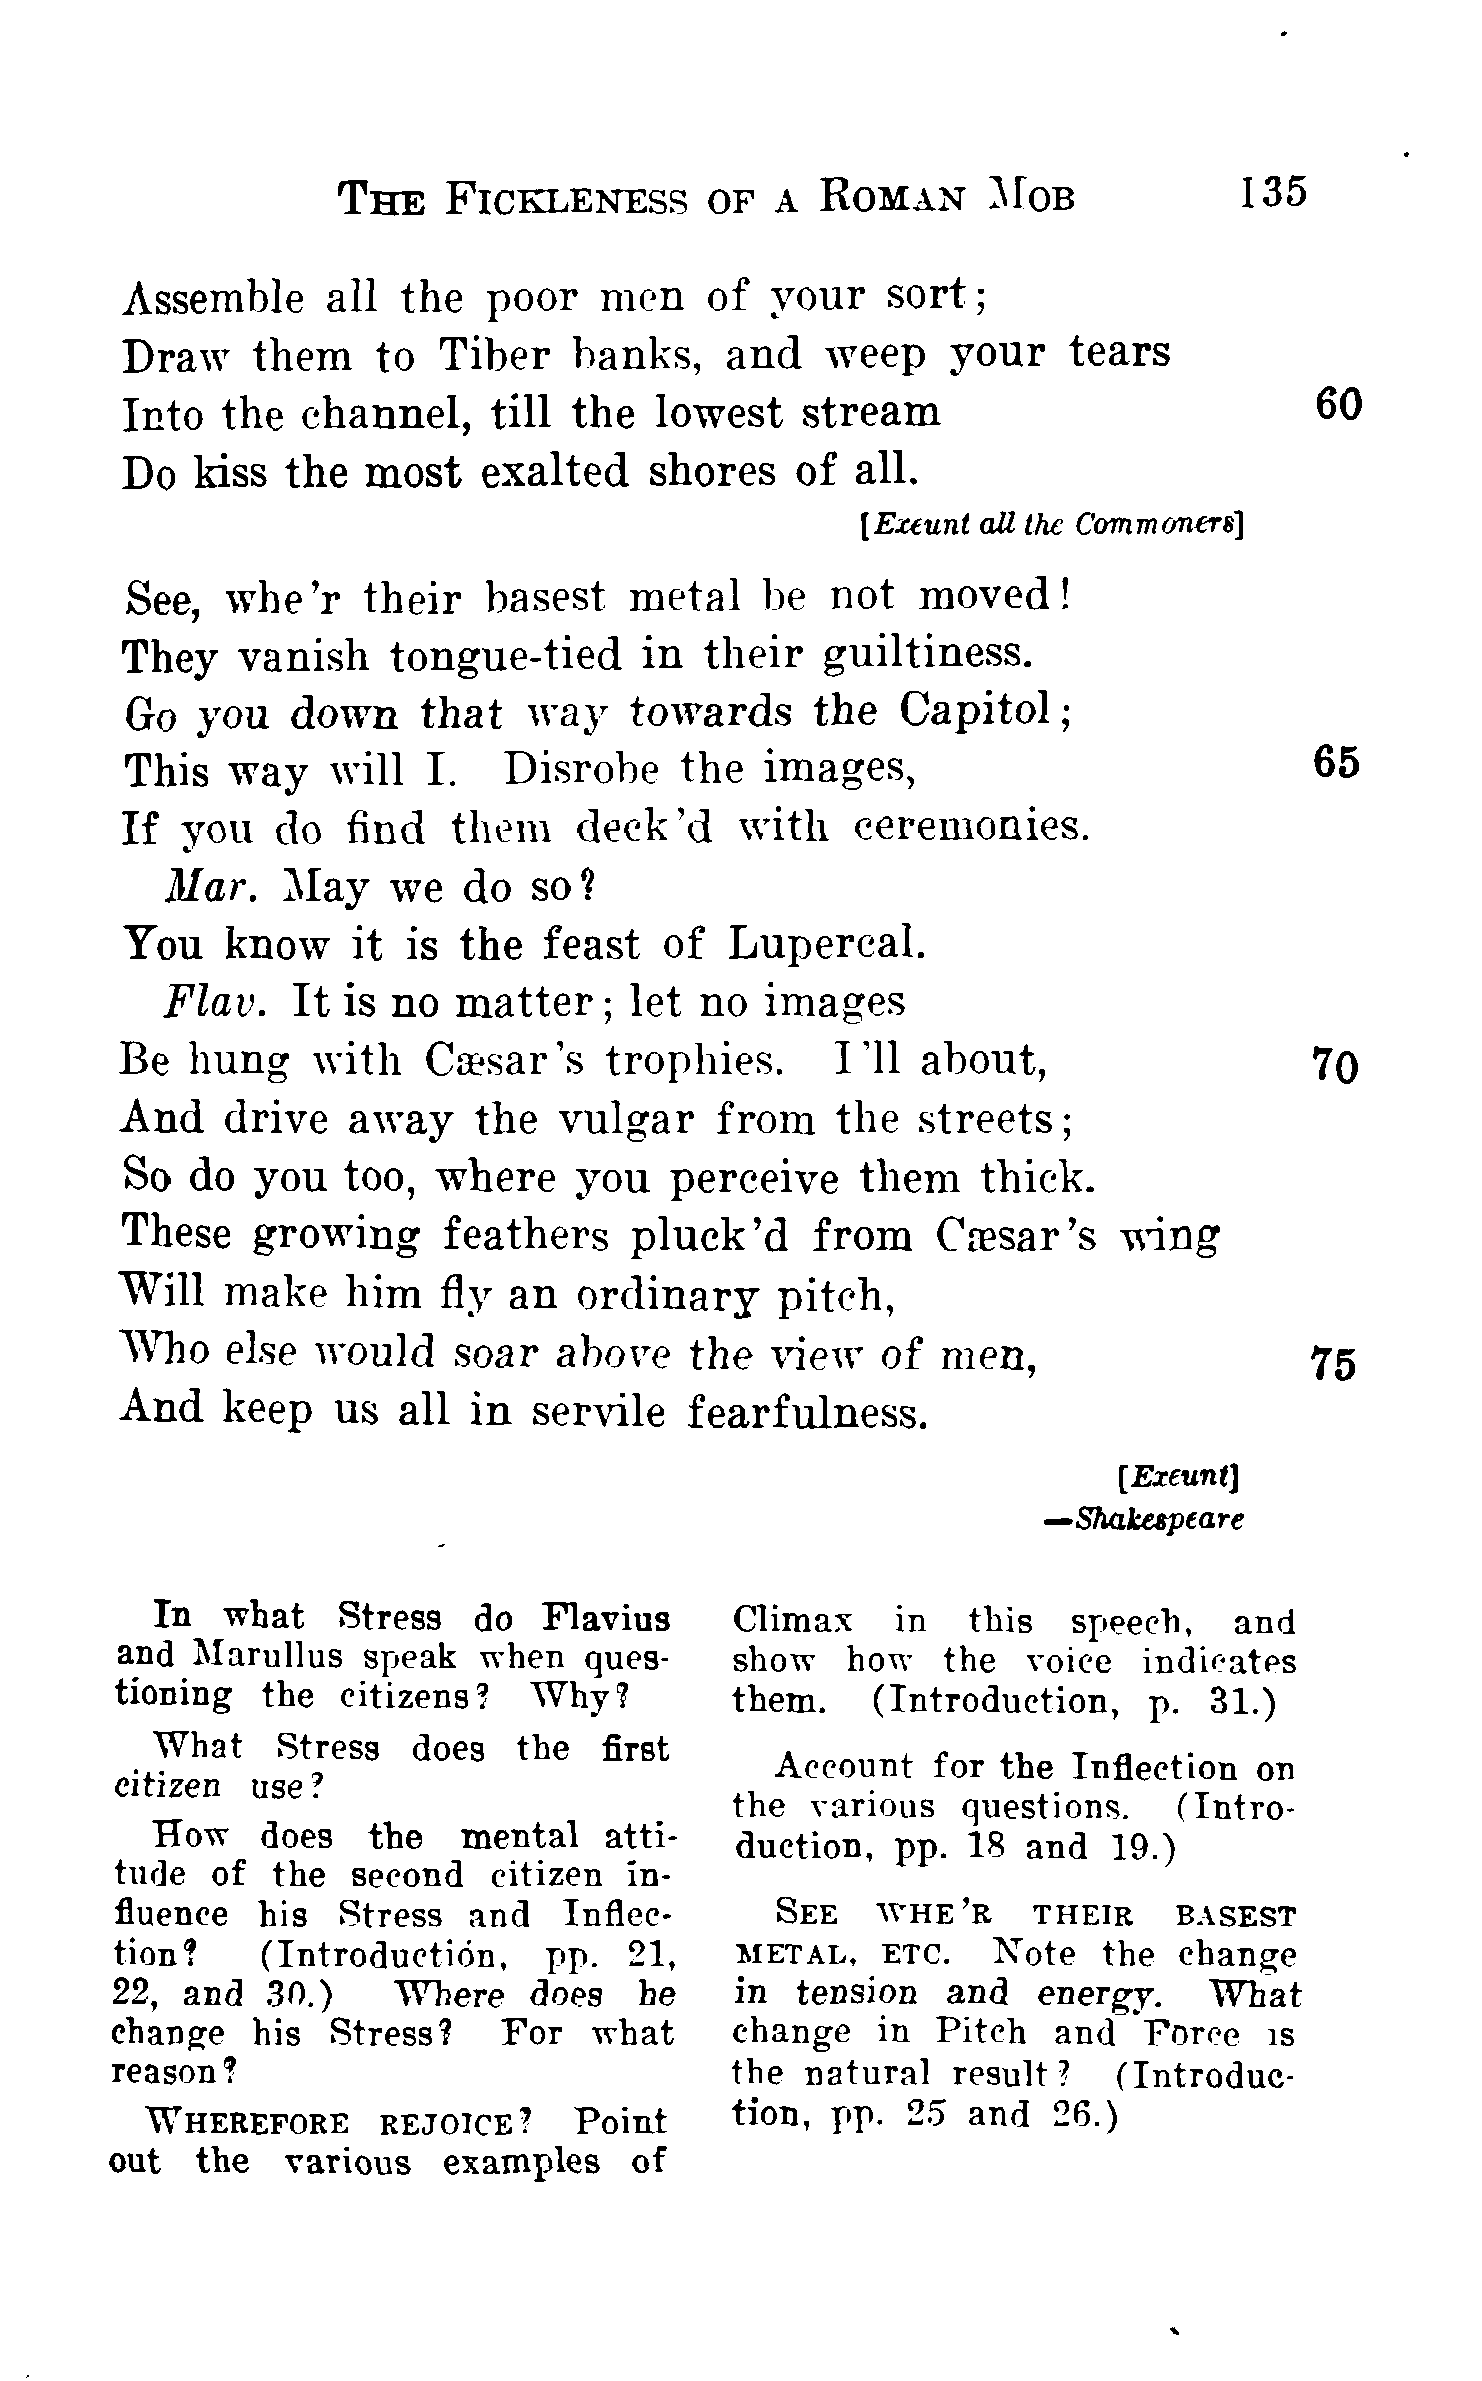 The Fickleness of a Roman Mob 135
Assemble all the poor men of your sort;
Draw them to Tiber banks, and weep your tears
Into the channel, till the lowest stream 60
Do kiss the most exalted shores of all.
[Exeunt all the Commoners]
See, whe'r their basest metal be not moved!
They vanish tongue-tied in their guiltiness.
Go you down that way towards the Capitol;
This way will I. Disrobe the images, 65
If you do find them deck'd with ceremonies.
Mar. May we do so?
You know it is the feast of Lupercal.
Flav. It is no matter; let no images
Be hung with Cæsar's trophies. I'll about, 70
And drive away the vulgar from the streets;
So do you too, where you perceive them thick.
These growing feathers pluck'd from Cæsar's wing
Will make him fly an ordinary pitch,
Who else would soar above the view of men, 75
And keep us all in servile fearfulness.
[Exeunt]
—Shakespeare
In what Stress do Flavius
and Marullus speak when ques-
tioning the citizens? Why?
What Stress does the first
citizen use?
How does the mental atti-
tude of the second citizen in-
fluence his Stress and Inflec-
tion? (Introductión, pp. 21,
22, and 30.) Where does he
change his Stress? For what
reason?
Wherefore rejoice? Point
out the various examples of
Climax in this speech, and
show how the voice indicates
them. (Introduction, p. 31.)
Account for the Inflection on
the various questions. (Intro-
duction, pp. 18 and 19.)
See whe'r their basest
metal, etc. Note the change
in tension and energy. What
change in Pitch and Force is
the natural result? (Introduc-
tion, pp. 25 and 26.)